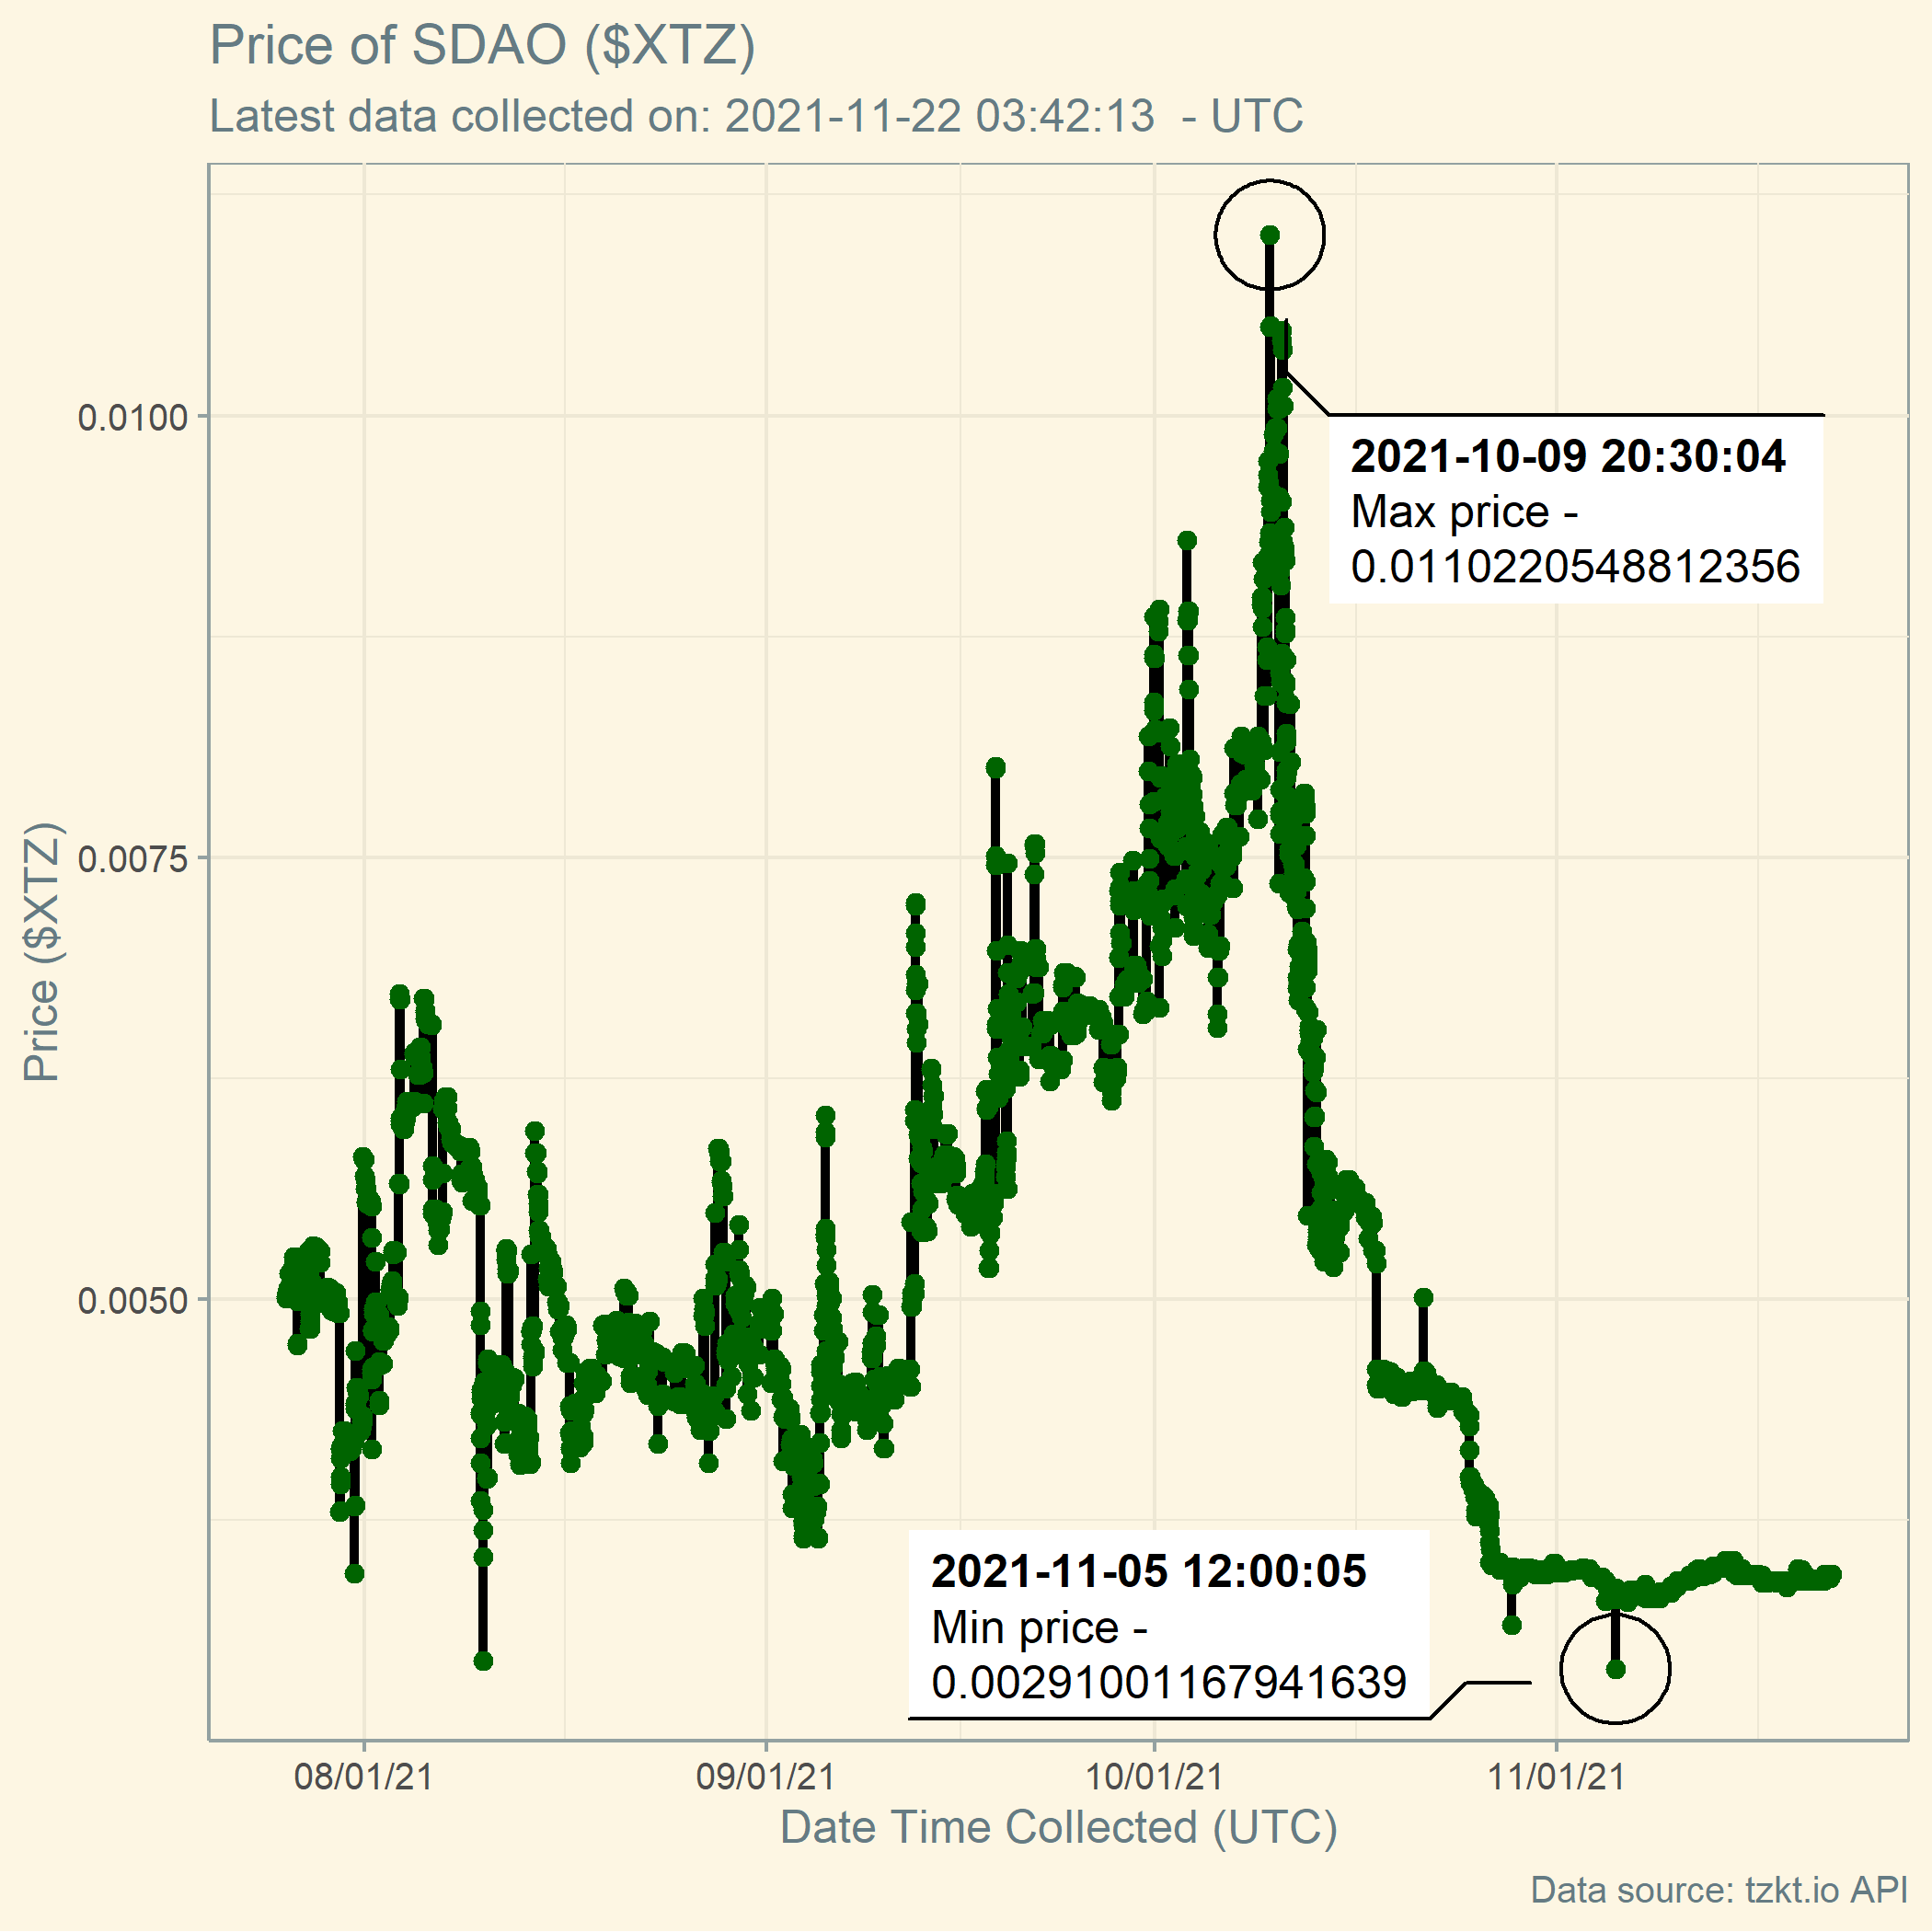 Price of SDAO ($XTZ)
Latest data collected on: 2021-11-22 03:42:13  - UTC
Price ($XTZ)
0.0100
0.0075
0.0050
2021-10-09 20:30:04
Max price -
0.01102205488​12356
2021-11-05 12:00:05
Min price -
0.00291001167941639
08/01/21
09/01/21
10/01/21
11/01/21
Date Time Collected (UTC)
Data source: tzkt.io API